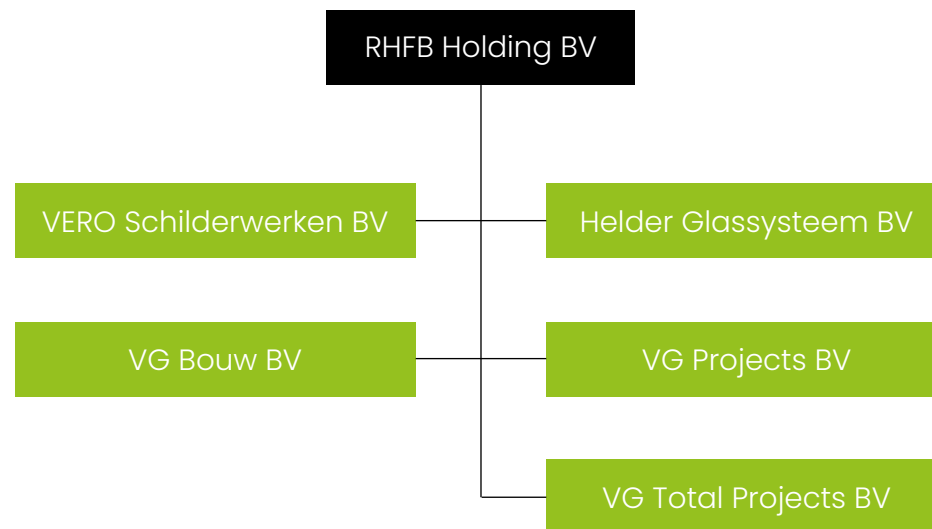 RHFB Holding BV
VERO Schilderwerken BV
Helder Glassysteem BV
VG Bouw BV
VG Projects BV
VG Total Projects BV